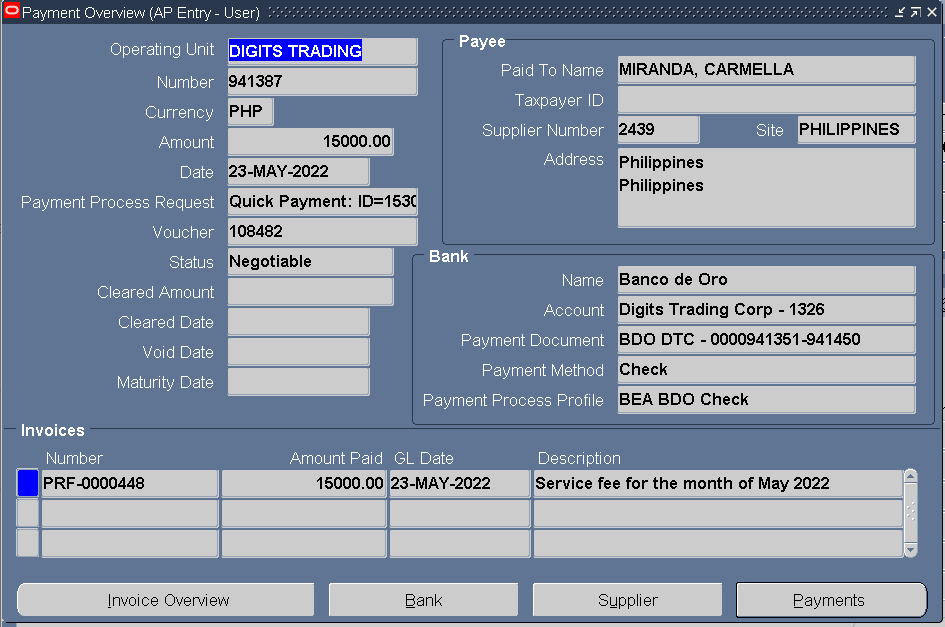 Payment Overview (AP Entry - User)
Operating Unit DIGITS TRADING
Number 941387
Currency PHP
Amount 15000.00
Date 23-MAY-2022
Payment Process Request Quick Payment: ID=1530
Voucher 108482
Status Negotiable
Cleared Amount
Cleared Date
Void Date
Maturity Date
Payee
Paid To Name MIRANDA, CARMELLA
Taxpayer ID
Supplier Number 2439 Site PHILIPPINES
Address Philippines
Philippines
Bank
Name Banco de Oro
Account Digits Trading Corp - 1326
Payment Document BDO DTC - 0000941351-941450
Payment Method Check
Payment Process Profile BEA BDO Check
Invoices
Number Amount Paid GL Date Description
PRF-0000448 15000.00 23-MAY-2022 Service fee for the month of May 2022
Invoice Overview Bank Supplier Payments